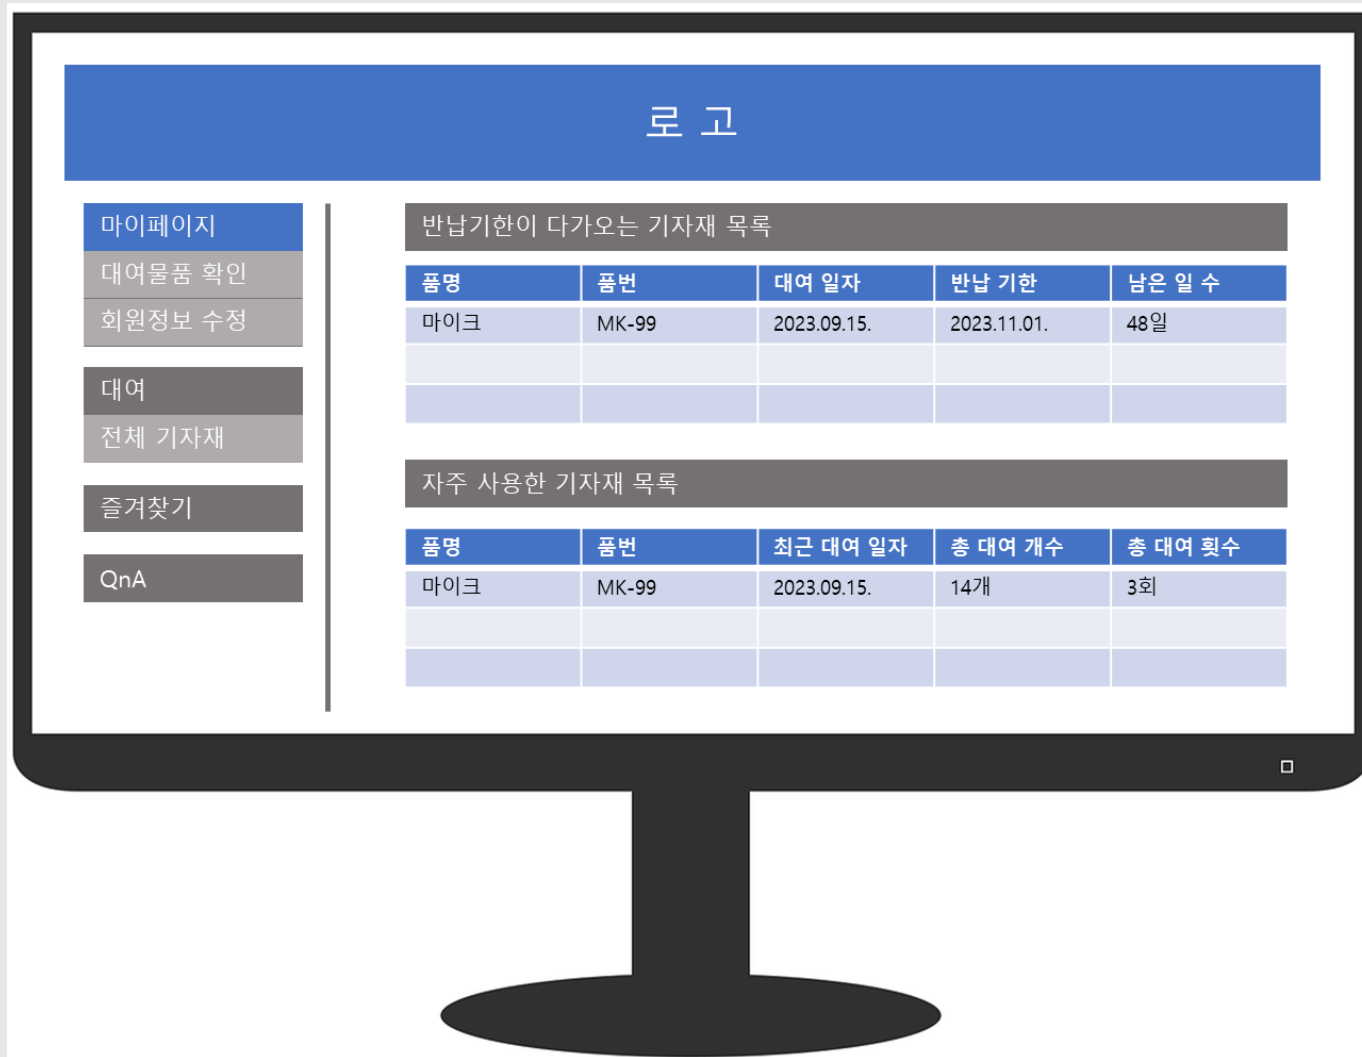 로 고
마이페이지
대여물품 확인
회원정보 수정
대여
전체 기자재
즐겨찾기
QnA
반납기한이 다가오는 기자재 목록
품명 품번 대여 일자 반납 기한 남은 일 수
마이크 MK-99 2023.09.15. 2023.11.01. 48일
자주 사용한 기자재 목록
품명 품번 최근 대여 일자 총 대여 개수 총 대여 횟수
마이크 MK-99 2023.09.15. 14개 3회